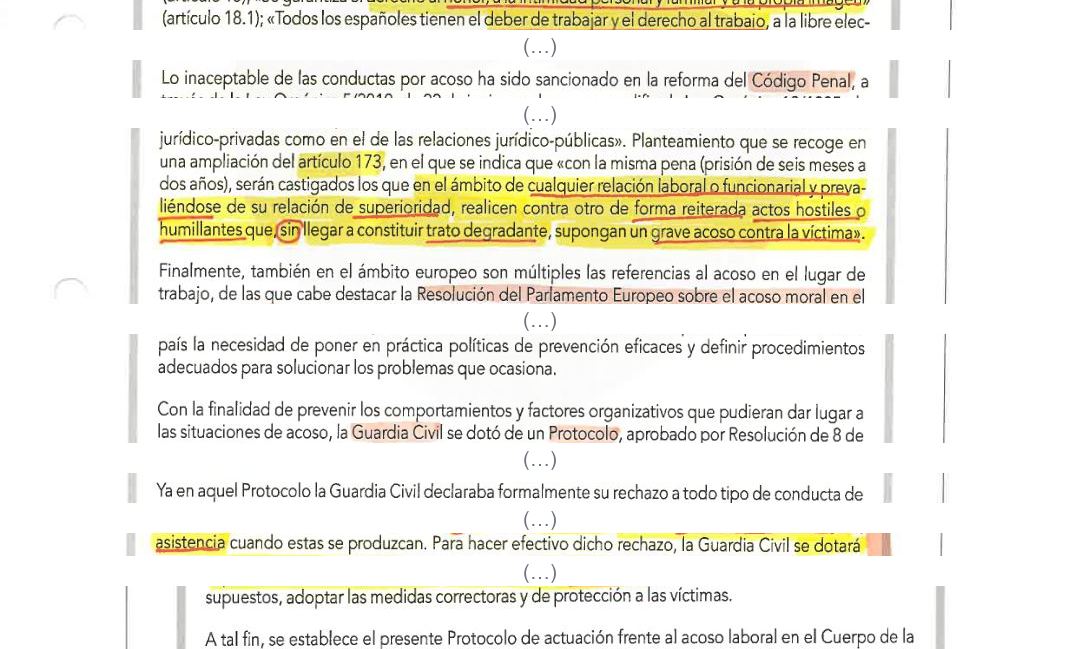 (artículo 18.1); «Todos los españoles tienen el deber de trabajar y el derecho al trabajo, a la libre elec-
(...)
Lo inaceptable de las conductas por acoso ha sido sancionado en la reforma del Código Penal, a
(...)
jurídico-privadas como en el de las relaciones jurídico-públicas». Planteamiento que se recoge en
una ampliación del artículo 173, en el que se indica que «con la misma pena (prisión de seis meses a
dos años), serán castigados los que en el ámbito de cualquier relación laboral o funcionarial y preva-
liéndose de su relación de superioridad, realicen contra otro de forma reiterada actos hostiles o
humillantes que, sin llegar a constituir trato degradante, supongan un grave acoso contra la víctima».
Finalmente, también en el ámbito europeo son múltiples las referencias al acoso en el lugar de
trabajo, de las que cabe destacar la Resolución del Parlamento Europeo sobre el acoso moral en el
(...)
país la necesidad de poner en práctica políticas de prevención eficaces y definir procedimientos
adecuados para solucionar los problemas que ocasiona.
Con la finalidad de prevenir los comportamientos y factores organizativos que pudieran dar lugar a
las situaciones de acoso, la Guardia Civil se dotó de un Protocolo, aprobado por Resolución de 8 de
(...)
Ya en aquel Protocolo la Guardia Civil declaraba formalmente su rechazo a todo tipo de conducta de
(...)
asistencia cuando estas se produzcan. Para hacer efectivo dicho rechazo, la Guardia Civil se dotará
(...)
supuestos, adoptar las medidas correctoras y de protección a las víctimas.
A tal fin, se establece el presente Protocolo de actuación frente al acoso laboral en el Cuerpo de la